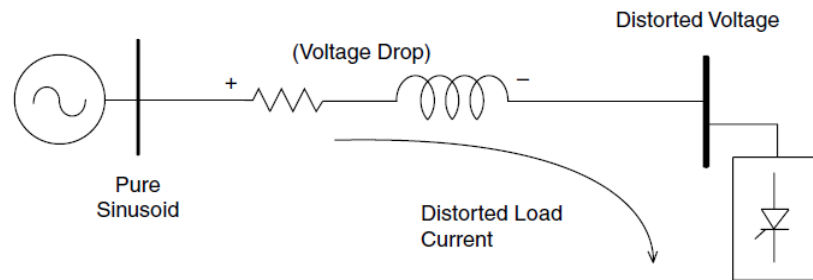 Distorted Voltage
(Voltage Drop)
+
–
Pure
Sinusoid
Distorted Load
Current